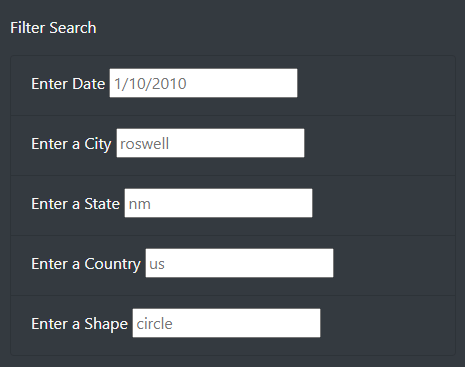 Filter Search
Enter Date 1/10/2010
Enter a City roswell
Enter a State nm
Enter a Country us
Enter a Shape circle